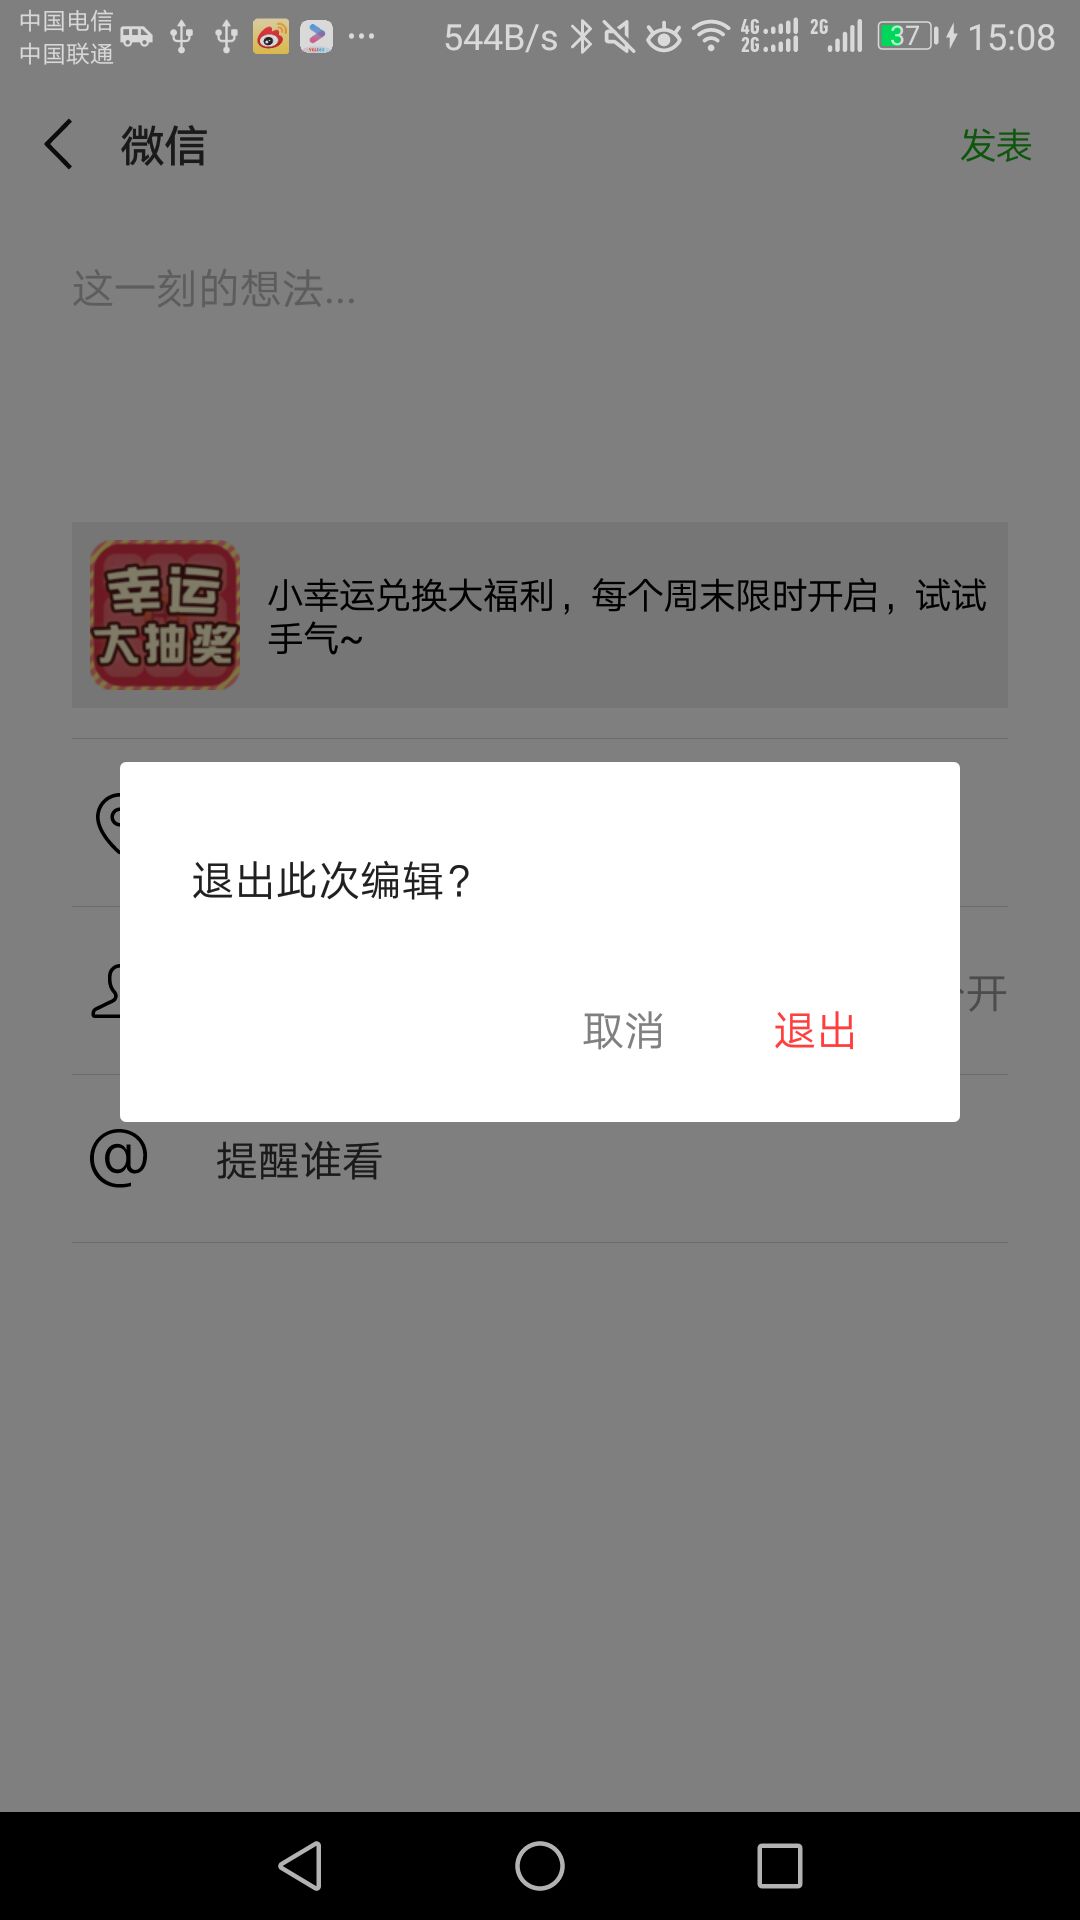 中国电信
中国联通
544B/s 4G 2G 2G 37 15:08
微信 发表
这一刻的想法...
幸运
大抽奖
小幸运兑换大福利，每个周末限时开启，试试
手气~
退出此次编辑？
开
取消 退出
@ 提醒谁看